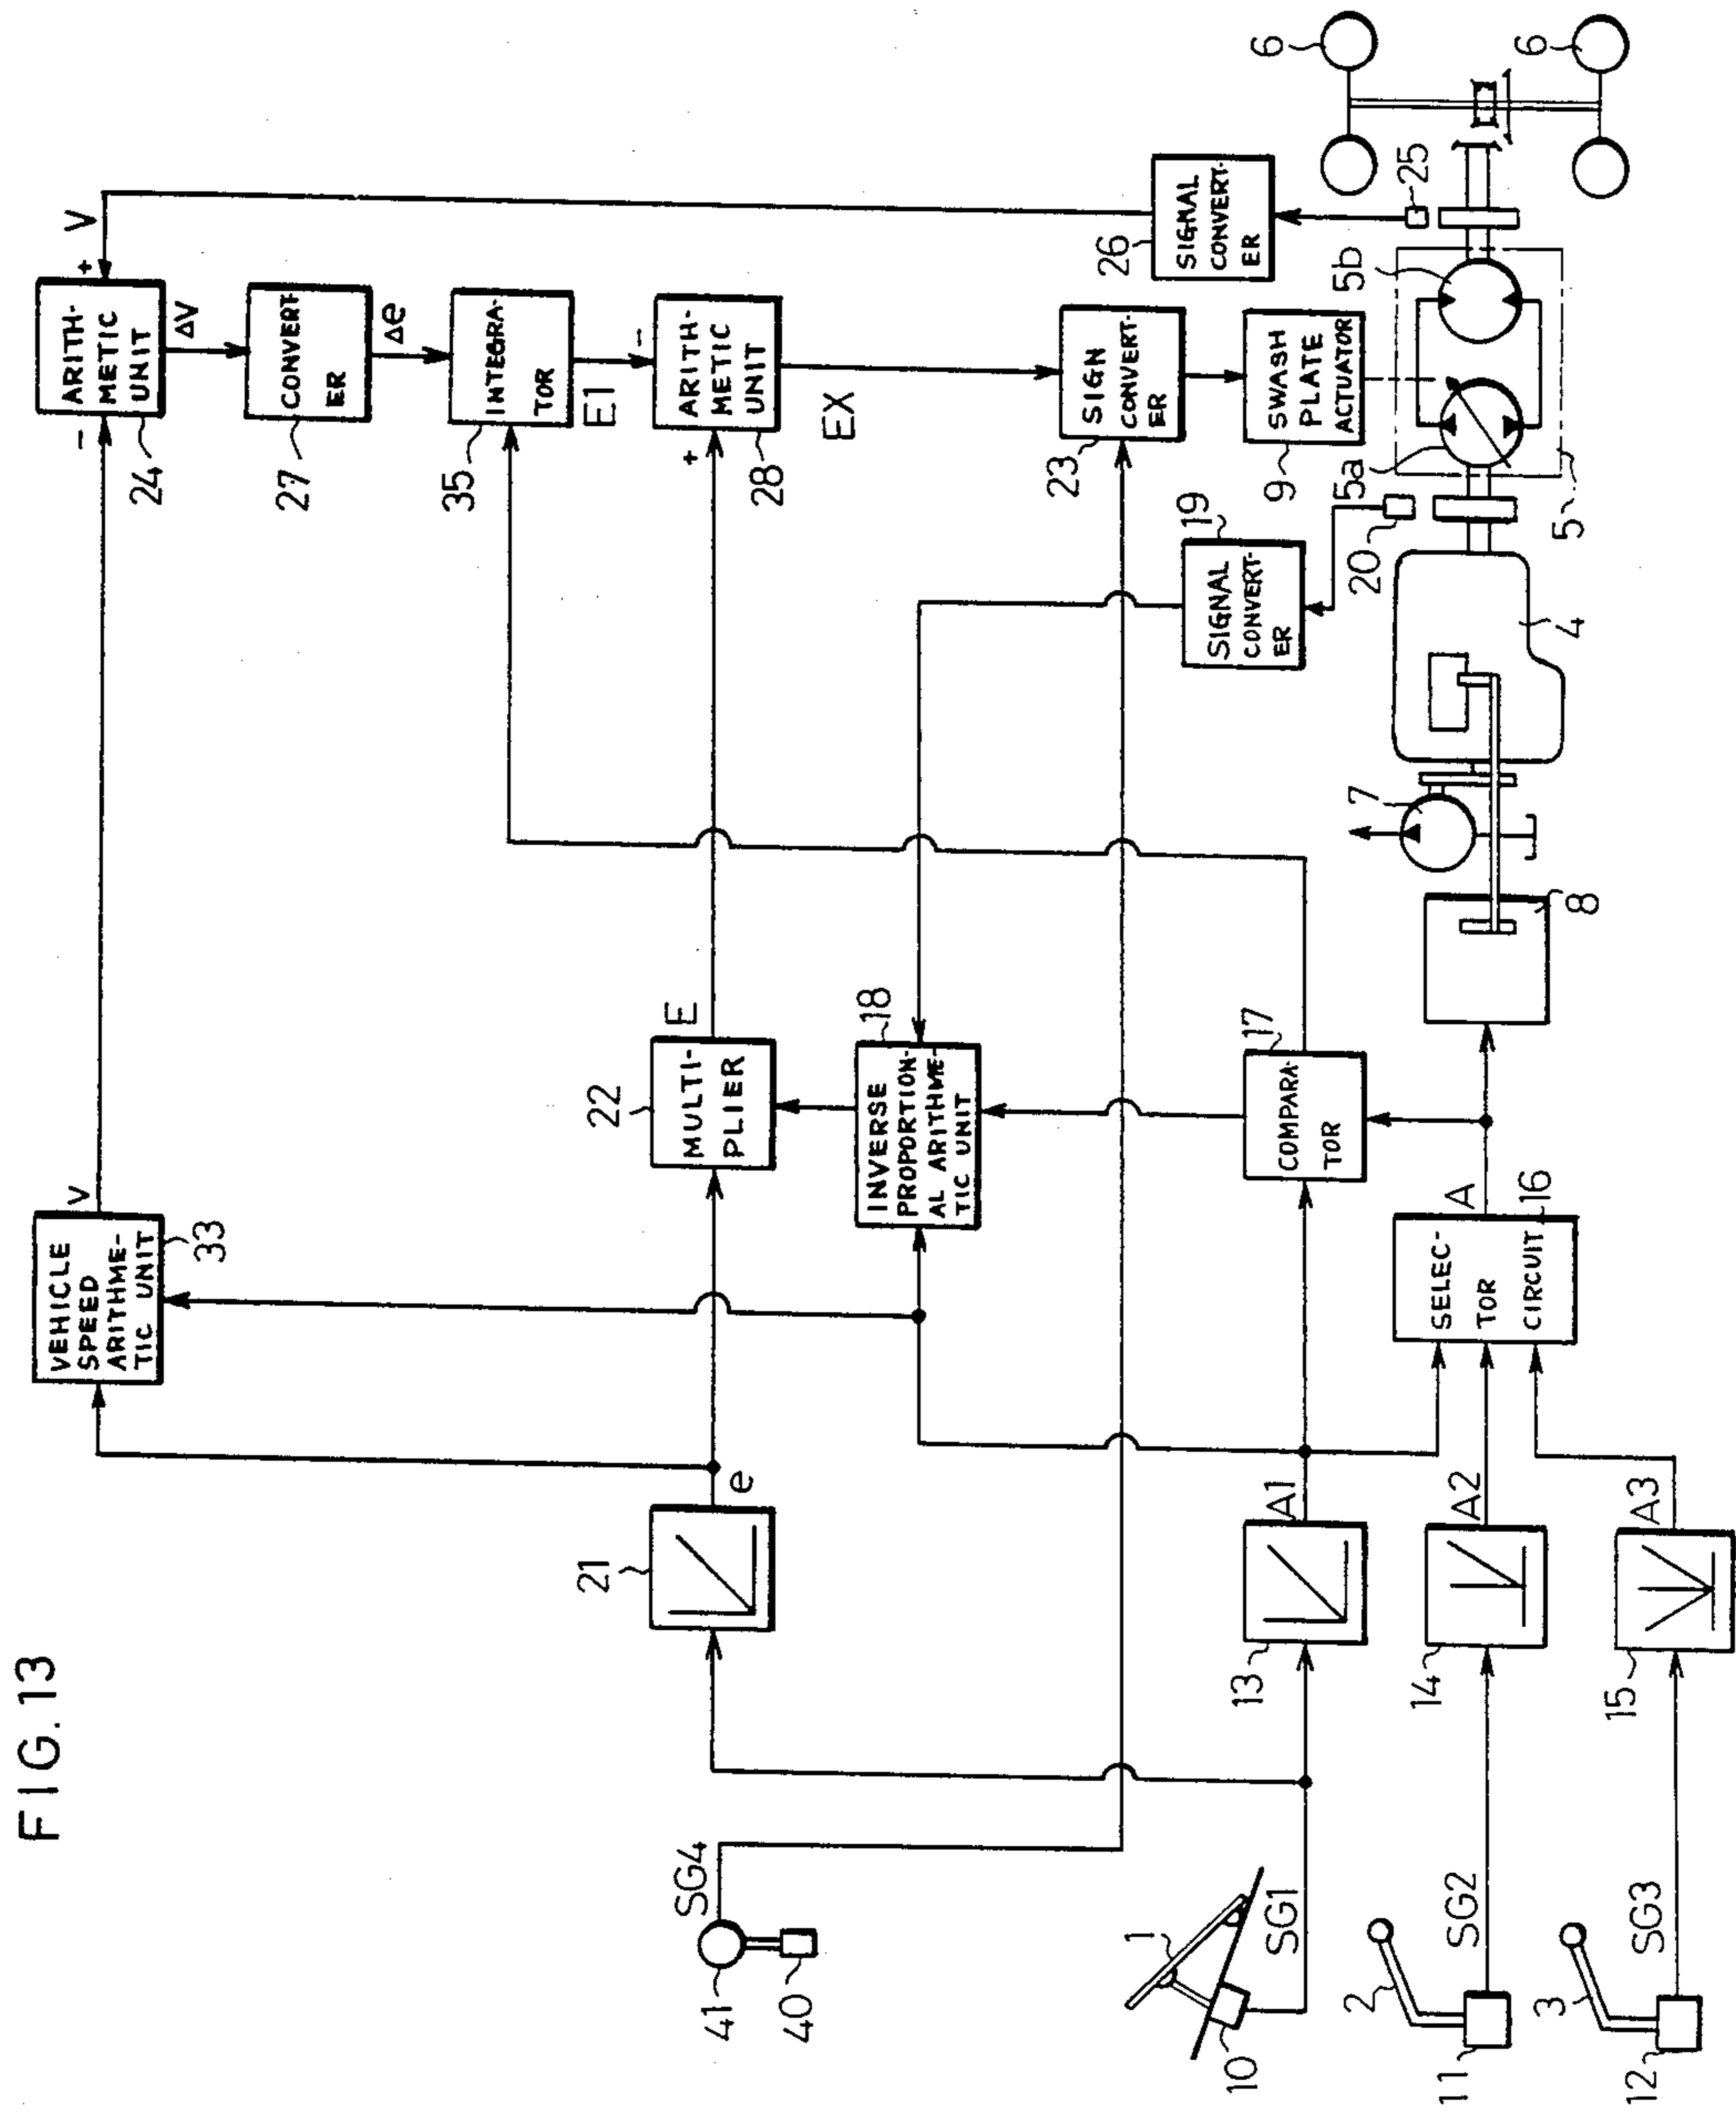 FIG.13
VEHICLE
SPEED
ARITHME-
TIC UNIT
33
v
-
+
V
ARITH-
METIC
UNIT
24
Δv
CONVERT-
ER
27
Δe
INTEGRA-
TOR
35
E1
-
+
ARITH-
METIC
UNIT
28
EX
21
e
22
MULTI-
PLIER
E
18
INVERSE
PROPORTION-
AL ARITHME-
TIC UNIT
SIGN
CONVERT-
ER
23
SIGNAL
CONVERT-
ER
26
SWASH
PLATE
ACTUATOR
9
19
SIGNAL
CONVERT-
ER
17
COMPARA-
TOR
41
SG4
40
1
10
SG1
13
A1
2
11
SG2
14
A2
3
12
SG3
15
A3
SELEC-
TOR
CIRCUIT
16
A
8
7
4
20
5a
5b
5
25
6
6